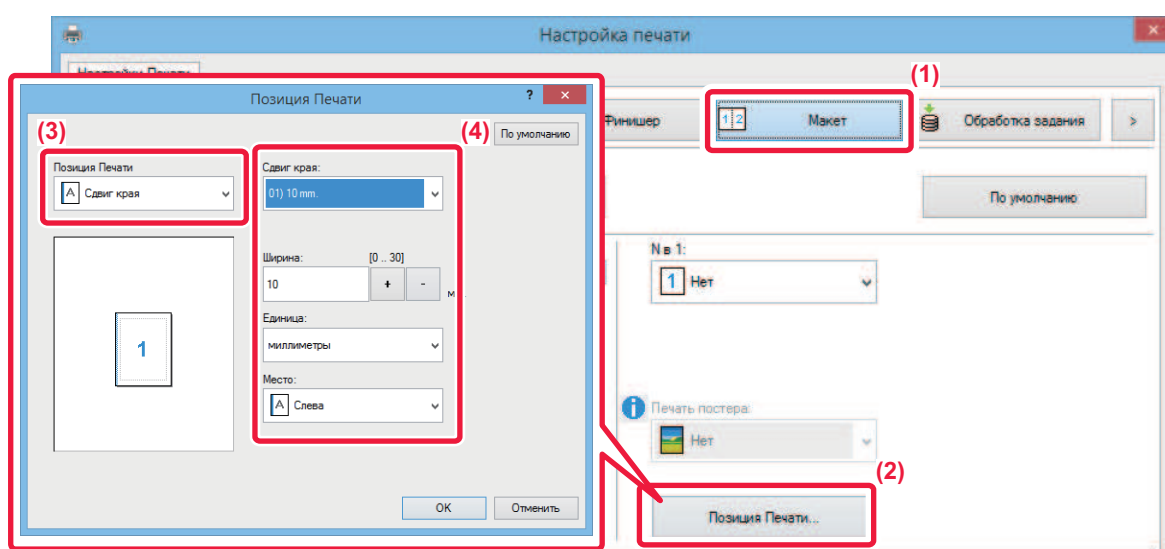 Настройка печати
Настройки Печати
(1)
Финишер
Макет
Обработка задания
>
По умолчанию
N в 1:
1 Нет
Печать постера:
Нет
(2)
Позиция Печати...
Позиция Печати
?
(3)
(4)
По умолчанию
Позиция Печати
A Сдвиг края
1
Сдвиг края:
01) 10 mm.
Ширина: [0 .. 30]
10 + -
Единица:
миллиметры
Место:
A Слева
OK
Отменить